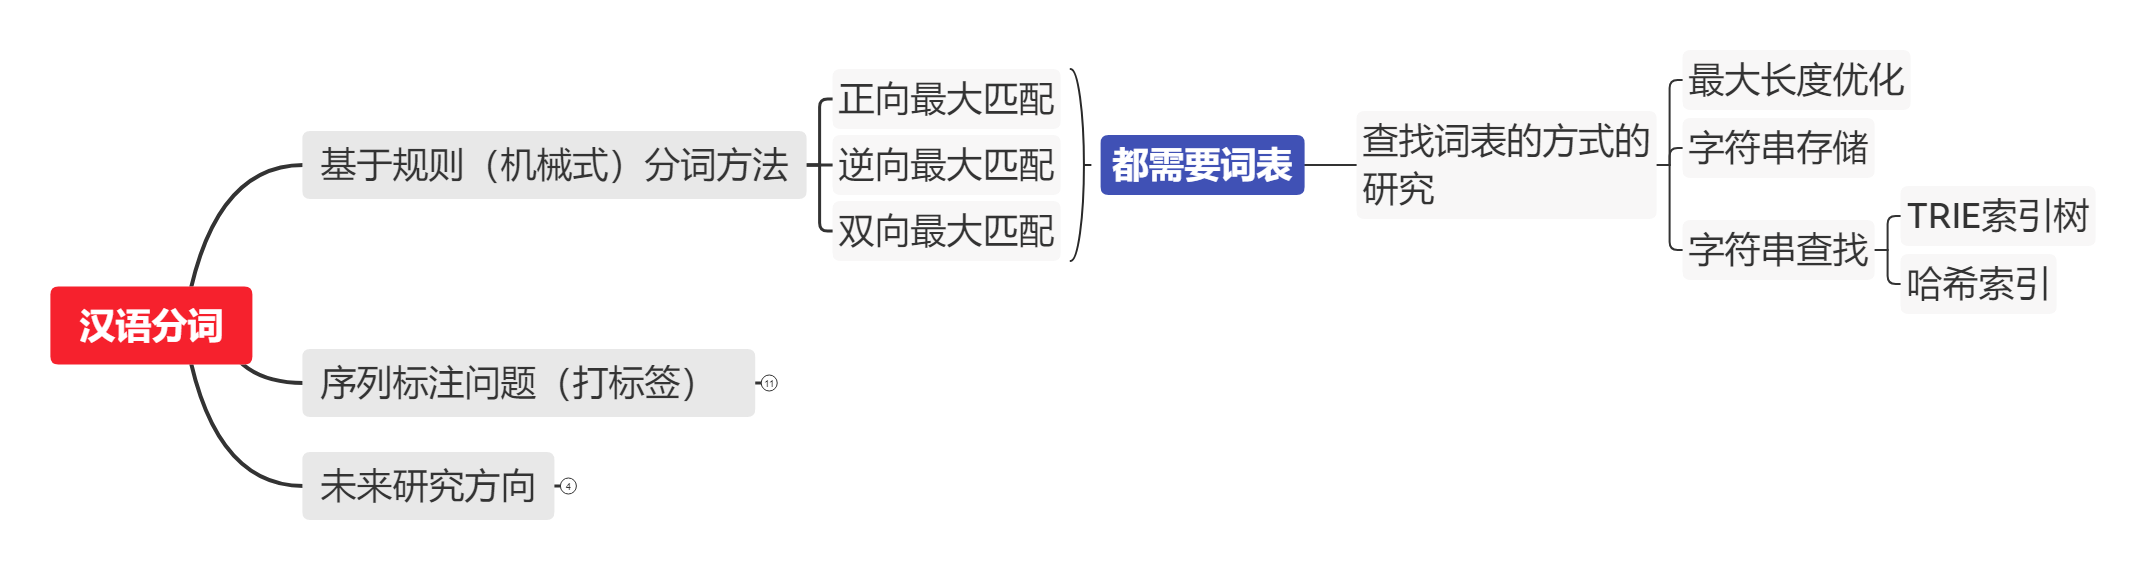 汉语分词
基于规则（机械式）分词方法
正向最大匹配
逆向最大匹配
双向最大匹配
都需要词表
查找词表的方式的
研究
最大长度优化
字符串存储
字符串查找
TRIE索引树
哈希索引
序列标注问题（打标签）
11
未来研究方向
4